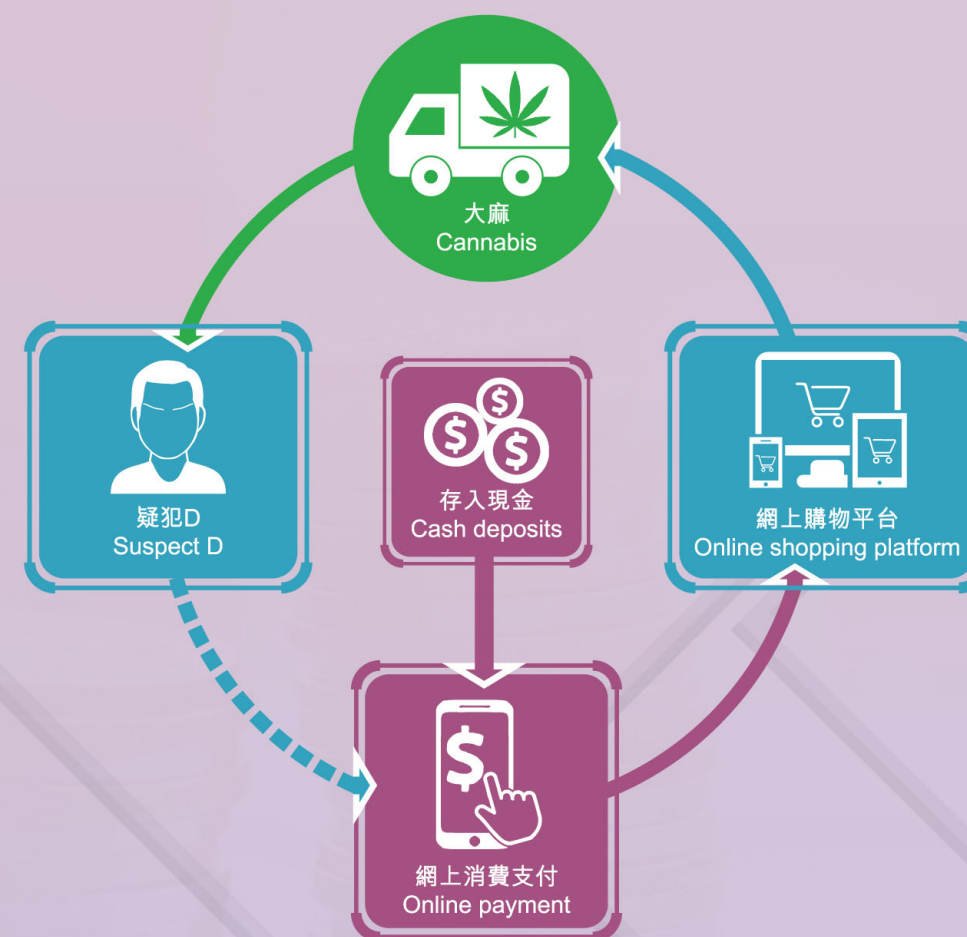 大麻
Cannabis
疑犯D
Suspect D
存入現金
Cash deposits
網上購物平台
Online shopping platform
網上消費支付
Online payment